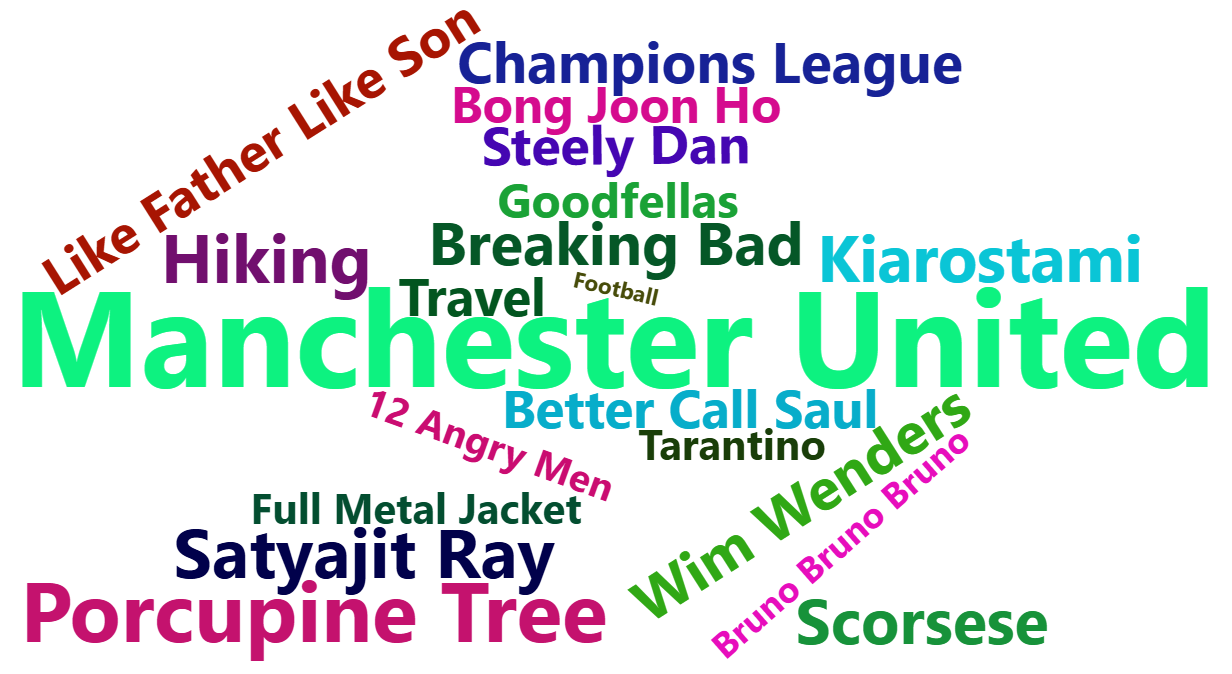 Like Father Like Son
Champions League
Bong Joon Ho
Steely Dan
Goodfellas
Breaking Bad
Hiking
Kiarostami
Travel
Football
Manchester United
12 Angry Men
Better Call Saul
Tarantino
Wim Wenders
Bruno Bruno Bruno
Full Metal Jacket
Satyajit Ray
Porcupine Tree
Scorsese